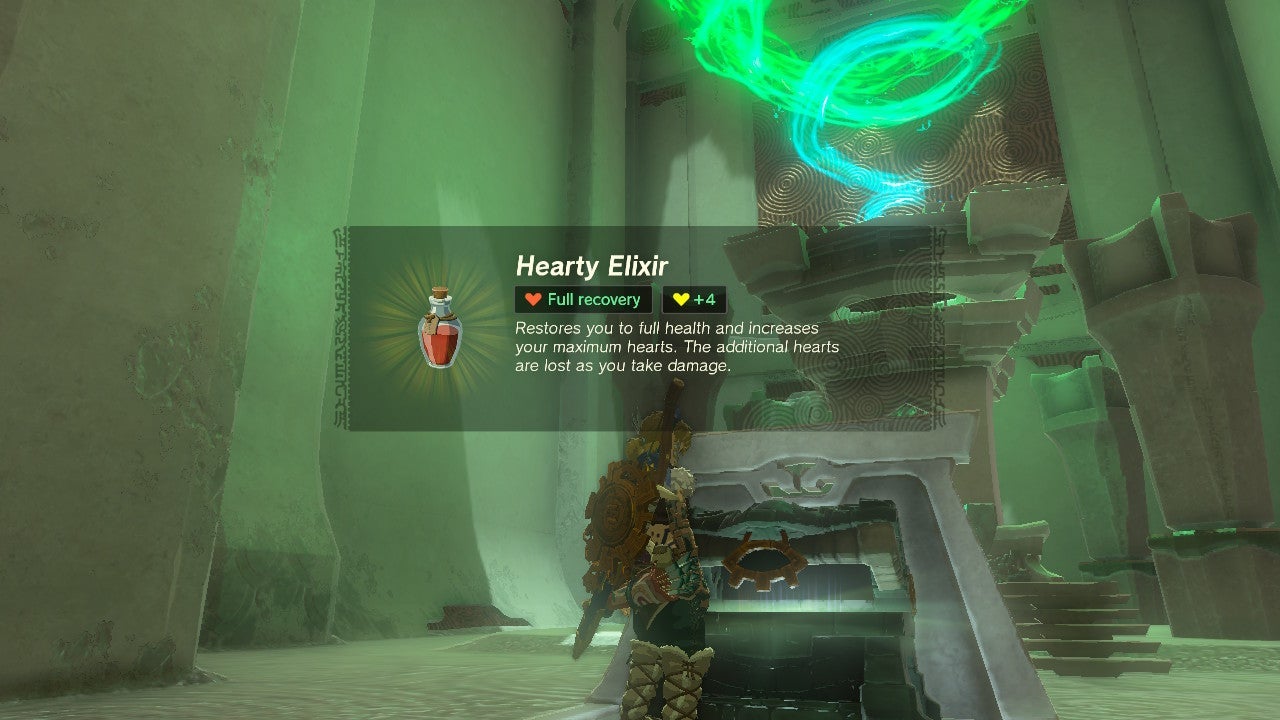 Hearty Elixir
Full recovery +4
Restores you to full health and increases
your maximum hearts. The additional hearts
are lost as you take damage.